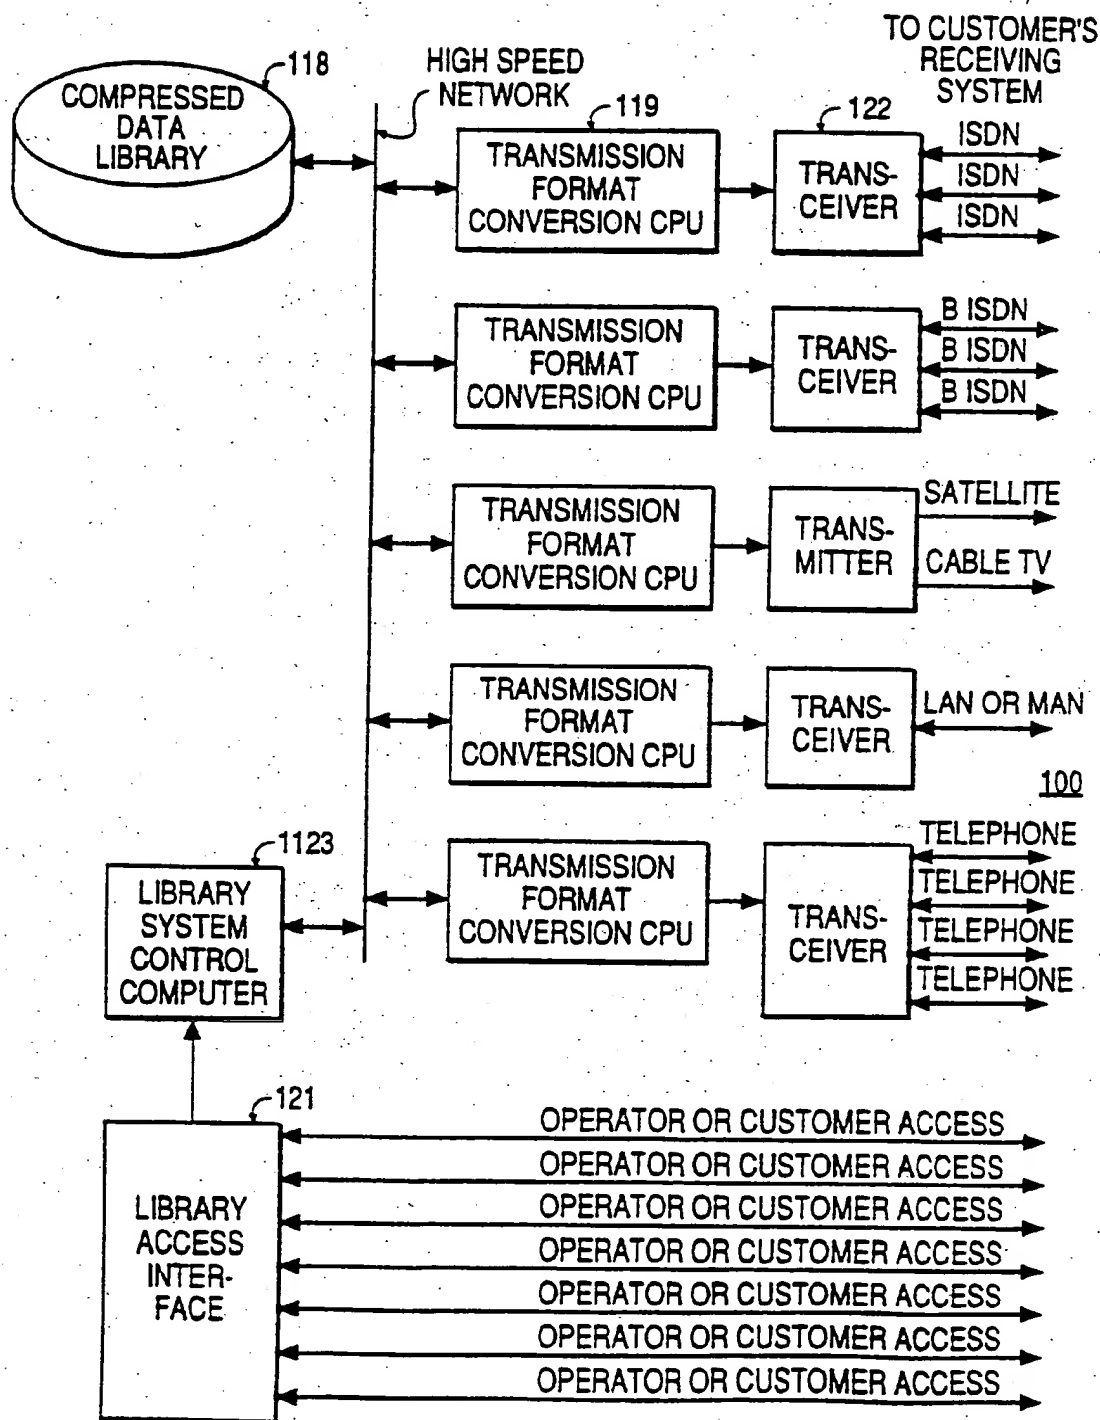 TO CUSTOMER'S
RECEIVING
SYSTEM
118
COMPRESSED
DATA
LIBRARY
HIGH SPEED
NETWORK
119
TRANSMISSION
FORMAT
CONVERSION CPU
122
TRANS-
CEIVER
ISDN
ISDN
ISDN
TRANSMISSION
FORMAT
CONVERSION CPU
TRANS-
CEIVER
B ISDN
B ISDN
B ISDN
TRANSMISSION
FORMAT
CONVERSION CPU
TRANS-
MITTER
SATELLITE
CABLE TV
TRANSMISSION
FORMAT
CONVERSION CPU
TRANS-
CEIVER
LAN OR MAN
100
1123
LIBRARY
SYSTEM
CONTROL
COMPUTER
TRANSMISSION
FORMAT
CONVERSION CPU
TRANS-
CEIVER
TELEPHONE
TELEPHONE
TELEPHONE
TELEPHONE
121
LIBRARY
ACCESS
INTER-
FACE
OPERATOR OR CUSTOMER ACCESS
OPERATOR OR CUSTOMER ACCESS
OPERATOR OR CUSTOMER ACCESS
OPERATOR OR CUSTOMER ACCESS
OPERATOR OR CUSTOMER ACCESS
OPERATOR OR CUSTOMER ACCESS
OPERATOR OR CUSTOMER ACCESS